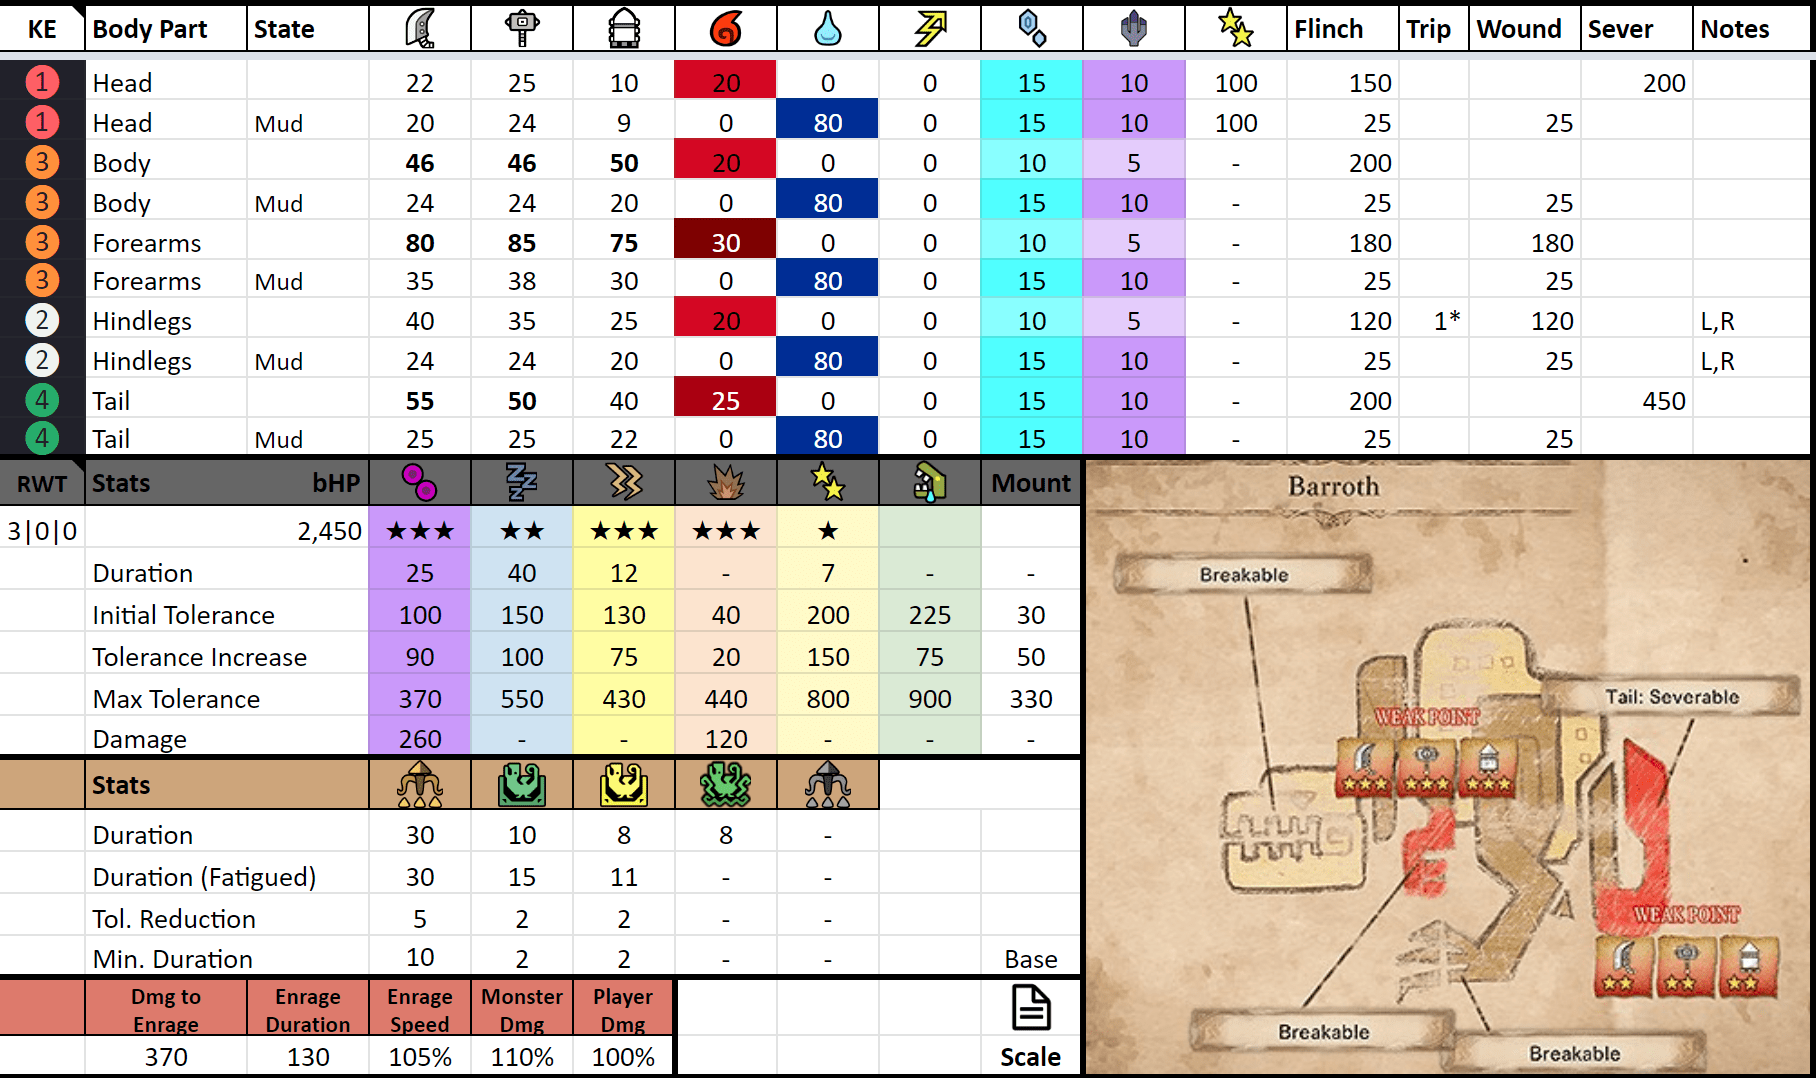 KE Body Part State Flinch Trip Wound Sever Notes
1 Head 22 25 10 20 0 0 15 10 100 150 200
1 Head Mud 20 24 9 0 80 0 15 10 100 25 25
3 Body 46 46 50 20 0 0 10 5 - 200
3 Body Mud 24 24 20 0 80 0 15 10 - 25 25
3 Forearms 80 85 75 30 0 0 10 5 - 180 180
3 Forearms Mud 35 38 30 0 80 0 15 10 - 25 25
2 Hindlegs 40 35 25 20 0 0 10 5 - 120 1* 120 L,R
2 Hindlegs Mud 24 24 20 0 80 0 15 10 - 25 25 L,R
4 Tail 55 50 40 25 0 0 15 10 - 200 450
4 Tail Mud 25 25 22 0 80 0 15 10 - 25 25
RWT Stats bHP Mount
3|0|0 2,450 ★★★ ★★ ★★★ ★★★ ★
Duration 25 40 12 - 7 - -
Initial Tolerance 100 150 130 40 200 225 30
Tolerance Increase 90 100 75 20 150 75 50
Max Tolerance 370 550 430 440 800 900 330
Damage 260 - - 120 - - -
Stats
Duration 30 10 8 8 -
Duration (Fatigued) 30 15 11 - -
Tol. Reduction 5 2 2 - -
Min. Duration 10 2 2 - - Base
Dmg to Enrage Enrage Duration Enrage Speed Monster Dmg Player Dmg
370 130 105% 110% 100% Scale
Barroth
Breakable
Tail: Severable
WEAK POINT
WEAK POINT
Breakable
Breakable